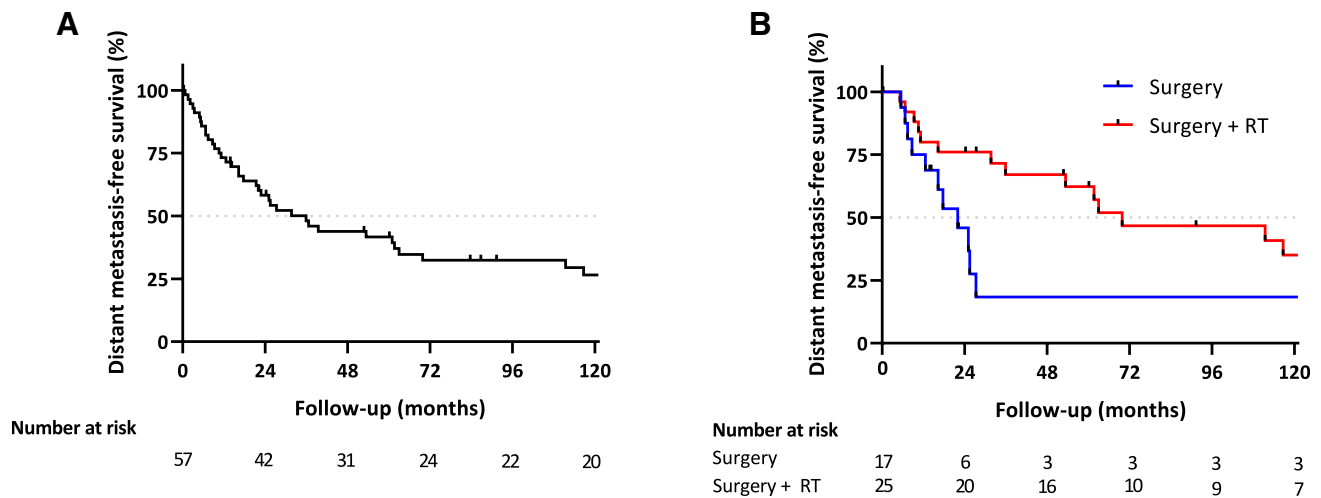 A
Distant metastasis-free survival (%)
100
75
50
25
0
0 24 48 72 96 120
Follow-up (months)
Number at risk
57 42 31 24 22 20
B
Distant metastasis-free survival (%)
100
75
50
25
0
Surgery
Surgery + RT
0 24 48 72 96 120
Follow-up (months)
Number at risk
Surgery 17 6 3 3 3 3
Surgery + RT 25 20 16 10 9 7